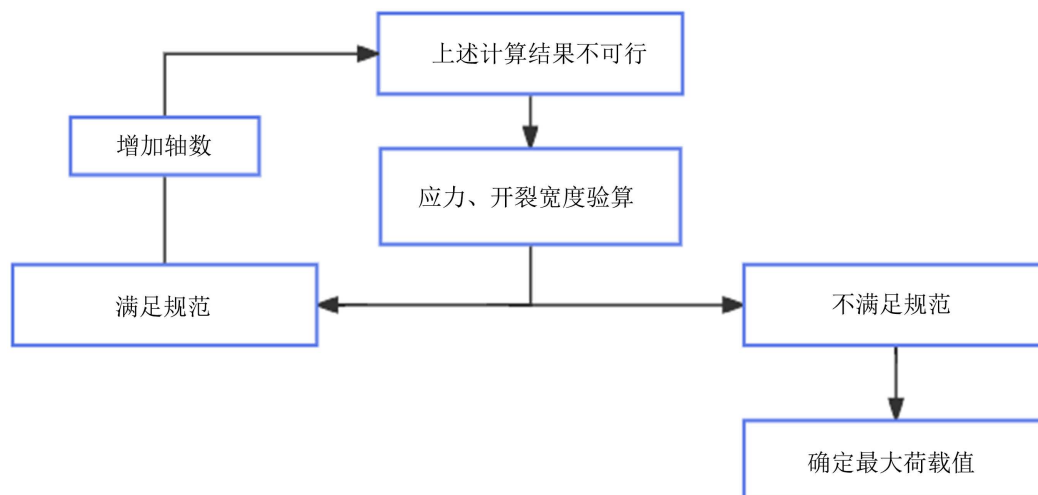 上述计算结果不可行
增加轴数
应力、开裂宽度验算
满足规范
不满足规范
确定最大荷载值